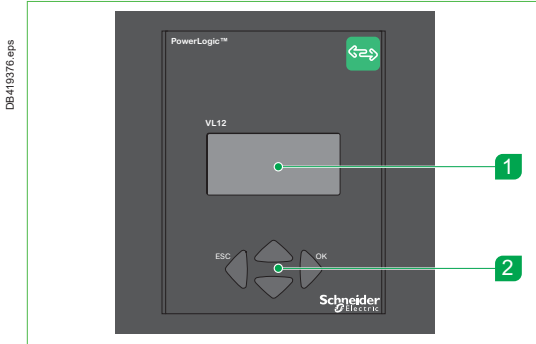 DB419376.eps
PowerLogic™
VL12
1
ESC
OK
2
Schneider
Electric